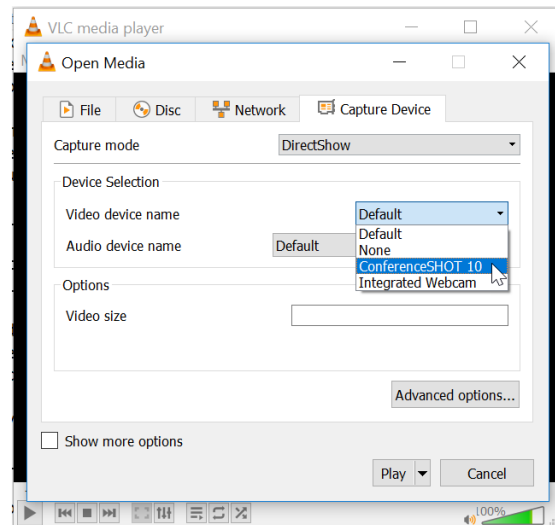 VLC media player
Open Media
File Disc Network Capture Device
Capture mode DirectShow
Device Selection
Video device name Default
Default
Audio device name Default
None
ConferenceSHOT 10
Integrated Webcam
Options
Video size
Advanced options...
Show more options
Play Cancel
100%